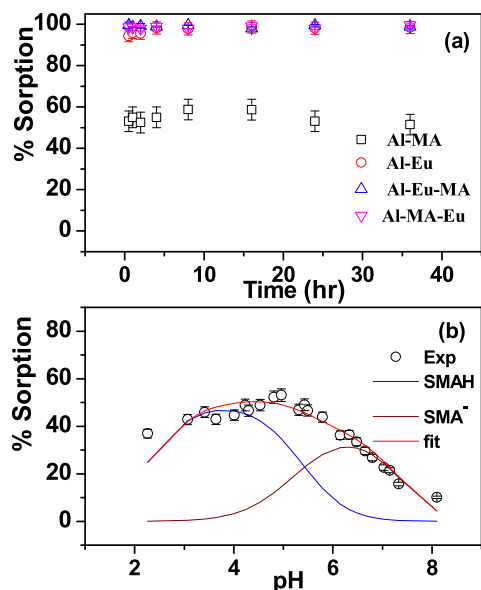 (a)
100
80
60
40
20
0
% Sorption
Al-MA
Al-Eu
Al-Eu-MA
Al-MA-Eu
0 10 20 30 40
Time (hr)
(b)
80
60
40
20
0
% Sorption
Exp
SMAH
SMA⁻
fit
2 4 6 8
pH